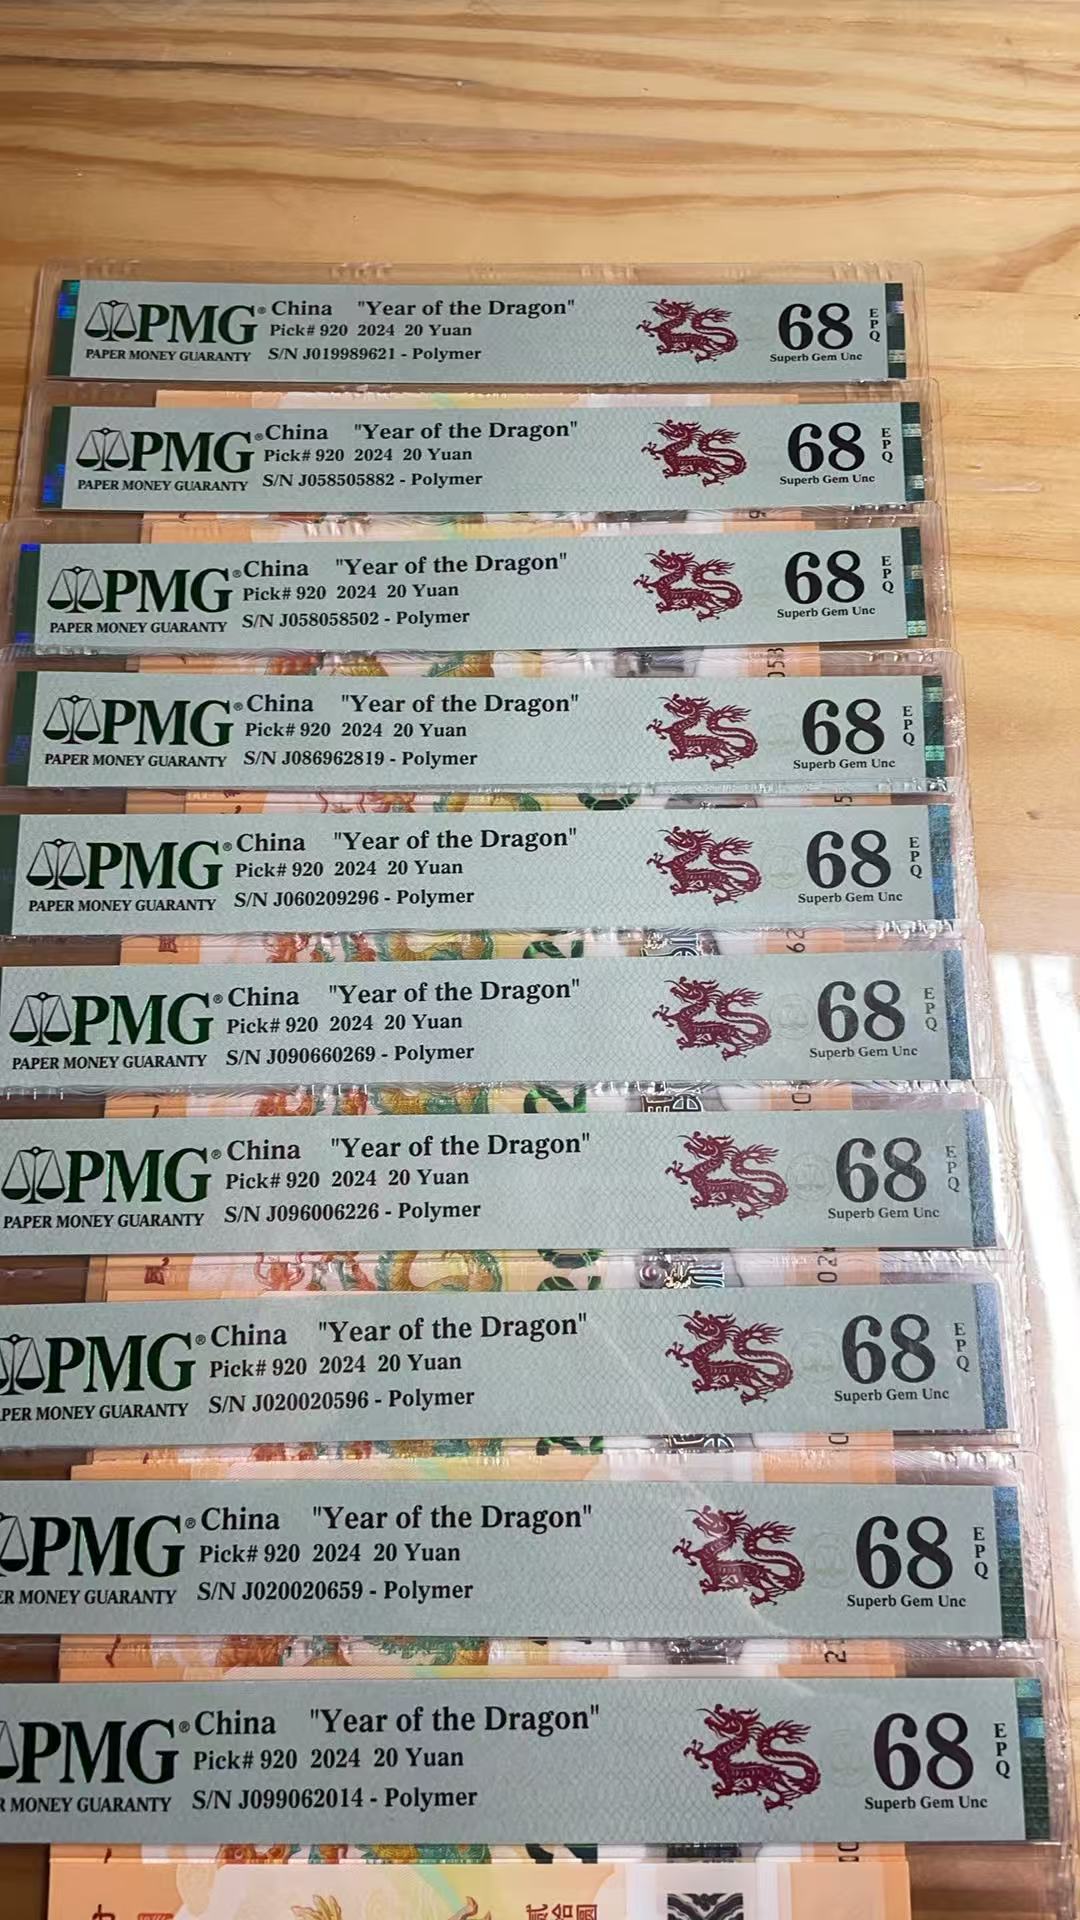 PMG® China "Year of the Dragon" 68 EPQ
Pick# 920 2024 20 Yuan
PAPER MONEY GUARANTY S/N J019989621 - Polymer Superb Gem Unc
PMG® China "Year of the Dragon" 68 EPQ
Pick# 920 2024 20 Yuan
PAPER MONEY GUARANTY S/N J058505882 - Polymer Superb Gem Unc
PMG® China "Year of the Dragon" 68 EPQ
Pick# 920 2024 20 Yuan
PAPER MONEY GUARANTY S/N J058058502 - Polymer Superb Gem Unc
PMG® China "Year of the Dragon" 68 EPQ
Pick# 920 2024 20 Yuan
PAPER MONEY GUARANTY S/N J086962819 - Polymer Superb Gem Unc
PMG® China "Year of the Dragon" 68 EPQ
Pick# 920 2024 20 Yuan
PAPER MONEY GUARANTY S/N J060209296 - Polymer Superb Gem Unc
PMG® China "Year of the Dragon" 68 EPQ
Pick# 920 2024 20 Yuan
PAPER MONEY GUARANTY S/N J090660269 - Polymer Superb Gem Unc
PMG® China "Year of the Dragon" 68 EPQ
Pick# 920 2024 20 Yuan
PAPER MONEY GUARANTY S/N J096006226 - Polymer Superb Gem Unc
PMG® China "Year of the Dragon" 68 EPQ
Pick# 920 2024 20 Yuan
PER MONEY GUARANTY S/N J020020596 - Polymer Superb Gem Unc
PMG® China "Year of the Dragon" 68 EPQ
Pick# 920 2024 20 Yuan
ER MONEY GUARANTY S/N J020020659 - Polymer Superb Gem Unc
PMG® China "Year of the Dragon" 68 EPQ
Pick# 920 2024 20 Yuan
R MONEY GUARANTY S/N J099062014 - Polymer Superb Gem Unc